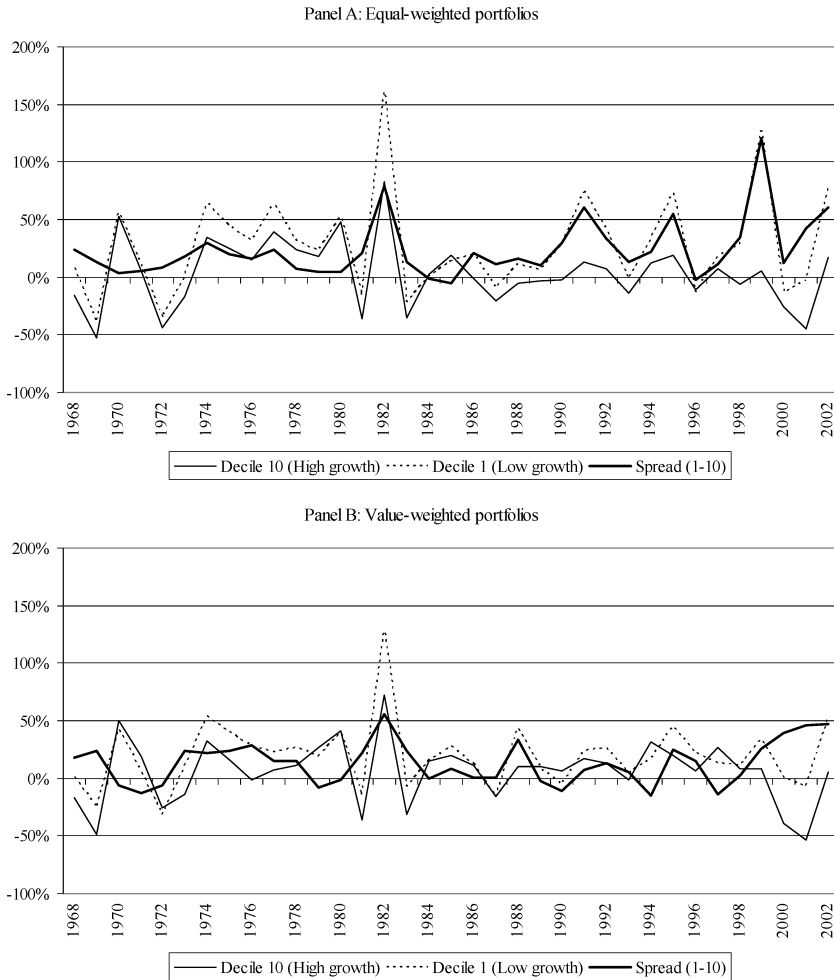 Panel A: Equal-weighted portfolios
200%
150%
100%
50%
0%
-50%
-100%
1968 1970 1972 1974 1976 1978 1980 1982 1984 1986 1988 1990 1992 1994 1996 1998 2000 2002
Decile 10 (High growth) Decile 1 (Low growth) Spread (1-10)
Panel B: Value-weighted portfolios
200%
150%
100%
50%
0%
-50%
-100%
1968 1970 1972 1974 1976 1978 1980 1982 1984 1986 1988 1990 1992 1994 1996 1998 2000 2002
Decile 10 (High growth) Decile 1 (Low growth) Spread (1-10)